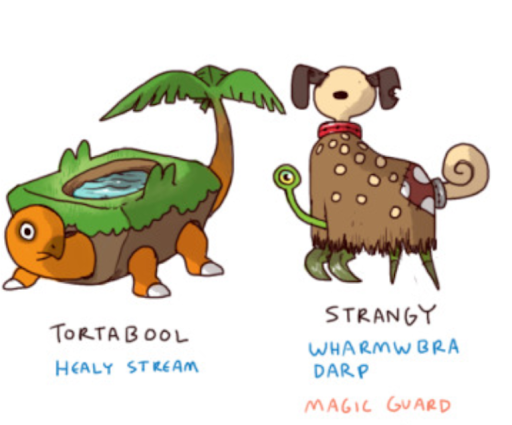 TORTABOOL
HEALY STREAM
STRANGY
WHARMWBRA
DARP
MAGIC GUARD